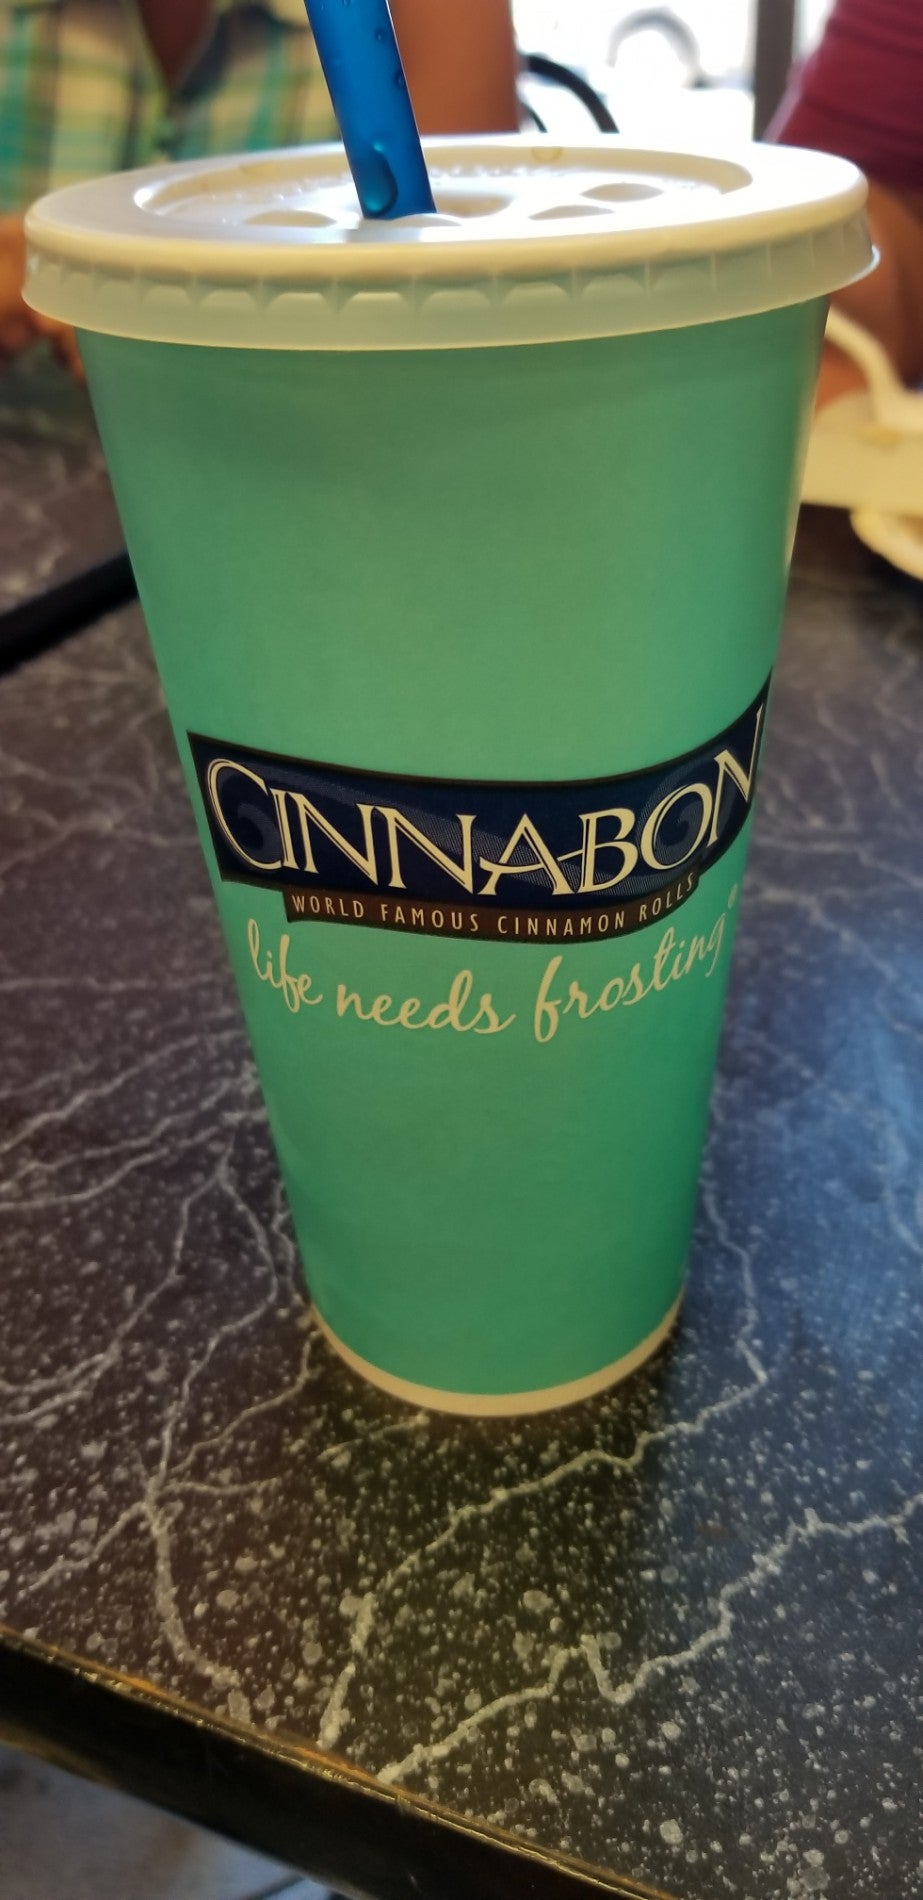 CINNABON
WORLD FAMOUS CINNAMON ROLLS
life needs frosting®